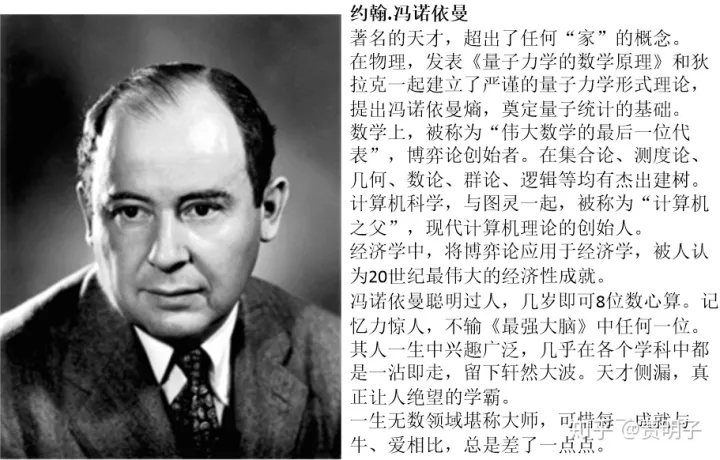 约翰.冯诺依曼
著名的天才，超出了任何“家”的概念。
在物理，发表《量子力学的数学原理》和狄
拉克一起建立了严谨的量子力学形式理论，
提出冯诺依曼熵，奠定量子统计的基础。
数学上，被称为“伟大数学的最后一位代
表”，博弈论创始者。在集合论、测度论、
几何、数论、群论、逻辑等均有杰出建树。
计算机科学，与图灵一起，被称为“计算机
之父”，现代计算机理论的创始人。
经济学中，将博弈论应用于经济学，被人认
为20世纪最伟大的经济性成就。
冯诺依曼聪明过人，几岁即可8位数心算。记
忆力惊人，不输《最强大脑》中任何一位。
其人一生中兴趣广泛，几乎在各个学科中都
是一沾即走，留下轩然大波。天才侧漏，真
正让人绝望的学霸。
一生无数领域堪称大师，可惜每一成就与
牛、爱相比，总是差了一点点。
知乎 @贾明子